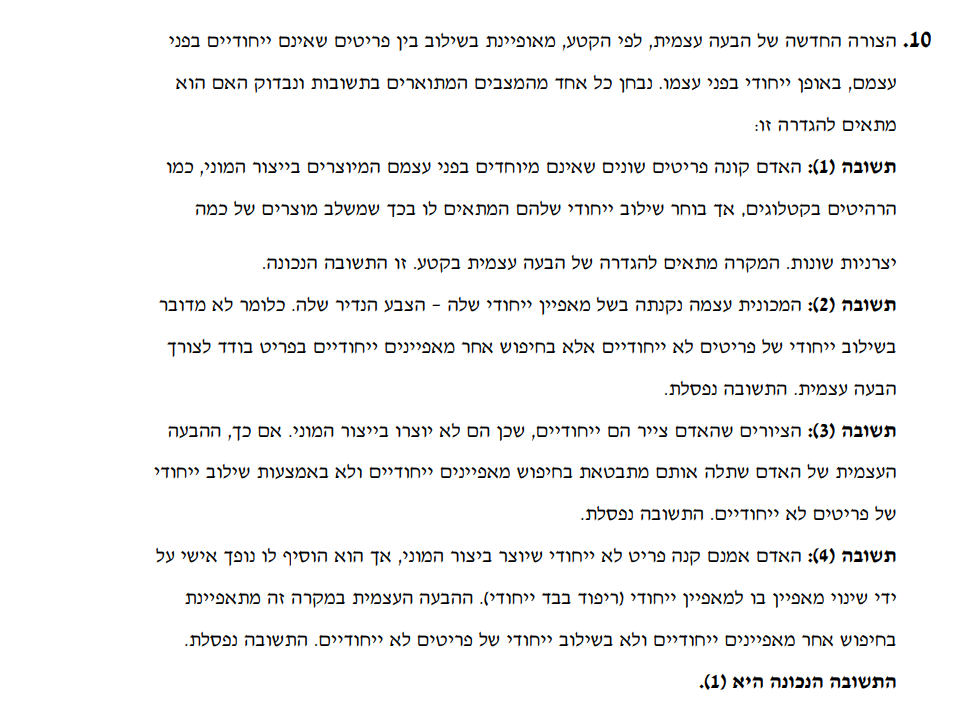 10. הצורה החדשה של הבעה עצמית, לפי הקטע, מאופיינת בשילוב בין פריטים שאינם ייחודיים בפני
עצמם, באופן ייחודי בפני עצמו. נבחן כל אחד מהמצבים המתוארים בתשובות ונבדוק האם הוא
מתאים להגדרה זו:
תשובה (1): האדם קונה פריטים שונים שאינם מיוחדים בפני עצמם המיוצרים בייצור המוני, כמו
הרהיטים בקטלוגים, אך בוחר שילוב ייחודי שלהם המתאים לו בכך שמשלב מוצרים של כמה
יצרניות שונות. המקרה מתאים להגדרה של הבעה עצמית בקטע. זו התשובה הנכונה.
תשובה (2): המכונית עצמה נקנתה בשל מאפיין ייחודי שלה – הצבע הנדיר שלה. כלומר לא מדובר
בשילוב ייחודי של פריטים לא ייחודיים אלא בחיפוש אחר מאפיינים ייחודיים בפריט בודד לצורך
הבעה עצמית. התשובה נפסלת.
תשובה (3): הציורים שהאדם צייר הם ייחודיים, שכן הם לא יוצרו בייצור המוני. אם כך, ההבעה
העצמית של האדם שתלה אותם מתבטאת בחיפוש מאפיינים ייחודיים ולא באמצעות שילוב ייחודי
של פריטים לא ייחודיים. התשובה נפסלת.
תשובה (4): האדם אמנם קנה פריט לא ייחודי שיוצר ביצור המוני, אך הוא הוסיף לו נופך אישי על
ידי שינוי מאפיין בו למאפיין ייחודי (ריפוד בבד ייחודי). ההבעה העצמית במקרה זה מתאפיינת
בחיפוש אחר מאפיינים ייחודיים ולא בשילוב ייחודי של פריטים לא ייחודיים. התשובה נפסלת.
התשובה הנכונה היא (1).